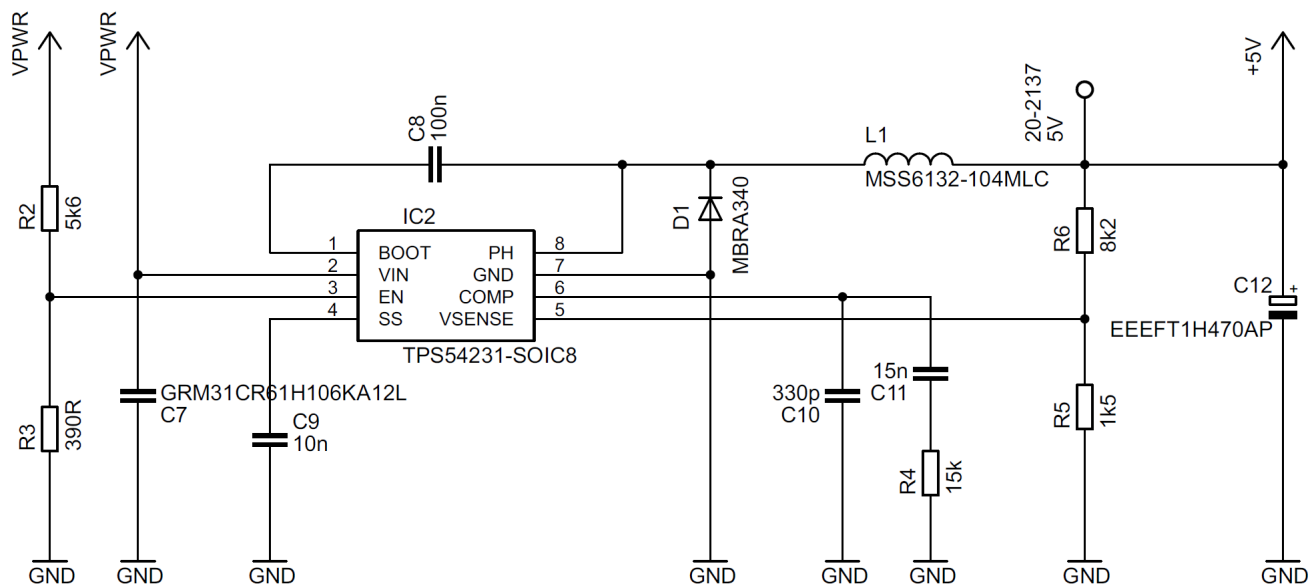 VPWR
VPWR
+5V
20-2137
5V
C8
100n
L1
MSS6132-104MLC
R2
5k6
IC2
D1
MBRA340
R6
8k2
1
BOOT
PH
8
2
VIN
GND
7
3
EN
COMP
6
4
SS
VSENSE
5
TPS54231-SOIC8
C12
+
EEEFT1H470AP
GRM31CR61H106KA12L
C7
R3
390R
C9
10n
330p
C10
15n
C11
R5
1k5
R4
15k
GND
GND
GND
GND
GND
GND
GND
GND